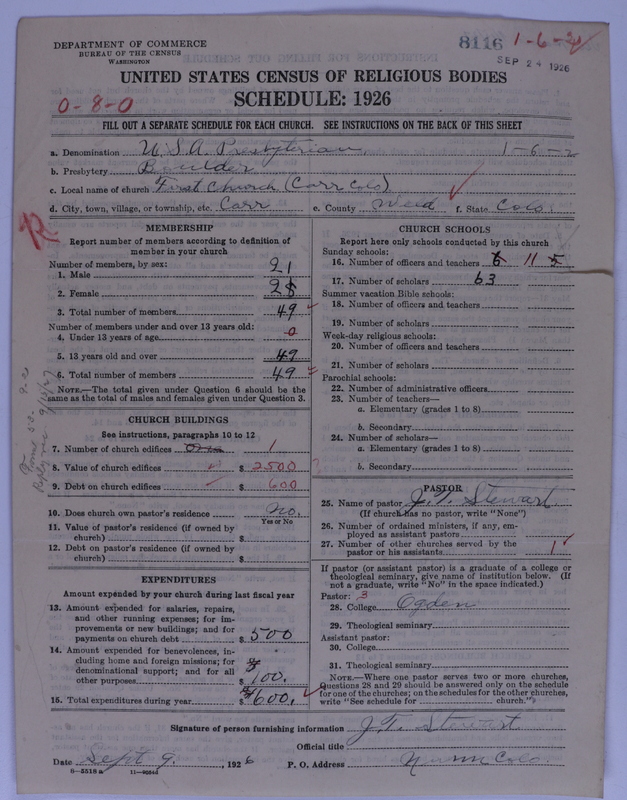 8116 1-6-2
SEP 24 1926
DEPARTMENT OF COMMERCE
BUREAU OF THE CENSUS
WASHINGTON
UNITED STATES CENSUS OF RELIGIOUS BODIES
SCHEDULE: 1926
0-8-0
FILL OUT A SEPARATE SCHEDULE FOR EACH CHURCH. SEE INSTRUCTIONS ON THE BACK OF THIS SHEET
a. Denomination U.S.A. Presbyterian 1-6-2
b. Presbytery Boulder
c. Local name of church First Church (Carr Colo)
d. City, town, village, or township, etc. Carr e. County Weld f. State Colo.
R
MEMBERSHIP
Report number of members according to definition of
member in your church
Number of members, by sex:
1. Male 21
2. Female 28
3. Total number of members 49
Number of members under and over 13 years old:
4. Under 13 years of age 0
5. 13 years old and over 49
6. Total number of members 49
NOTE.—The total given under Question 6 should be the
same as the total of males and females given under Question 3.
CHURCH BUILDINGS
See instructions, paragraphs 10 to 12
7. Number of church edifices 1
8. Value of church edifices $ 2500
9. Debt on church edifices $ 600
10. Does church own pastor's residence no.
Yes or No
11. Value of pastor's residence (if owned by
church) $
12. Debt on pastor's residence (if owned by
church) $
EXPENDITURES
Amount expended by your church during last fiscal year
13. Amount expended for salaries, repairs,
and other running expenses; for im-
provements or new buildings; and for
payments on church debt $ 500
14. Amount expended for benevolences, in-
cluding home and foreign missions; for
denominational support; and for all
other purposes $ 100.
15. Total expenditures during year $ 600.
CHURCH SCHOOLS
Report here only schools conducted by this church
Sunday schools:
16. Number of officers and teachers 6 11 5
17. Number of scholars 63
Summer vacation Bible schools:
18. Number of officers and teachers
19. Number of scholars
Week-day religious schools:
20. Number of officers and teachers
21. Number of scholars
Parochial schools:
22. Number of administrative officers
23. Number of teachers—
a. Elementary (grades 1 to 8)
b. Secondary
24. Number of scholars—
a. Elementary (grades 1 to 8)
b. Secondary
PASTOR
25. Name of pastor J. T. Stewart
(If church has no pastor, write "None")
26. Number of ordained ministers, if any, em-
ployed as assistant pastors
27. Number of other churches served by the
pastor or his assistants 1
If pastor (or assistant pastor) is a graduate of a college or
theological seminary, give name of institution below. (If
not a graduate, write "No" in the space indicated.)
Pastor: 3
28. College Ogden
29. Theological seminary
Assistant pastor:
30. College
31. Theological seminary
NOTE.—Where one pastor serves two or more churches,
Questions 28 and 29 should be answered only on the schedule
for one of the churches; on the schedules for the other churches,
write "See schedule for church."
Signature of person furnishing information J. T. Stewart
Official title
Date Sept 9, 1926 P. O. Address Nunn Colo.
6-5518a